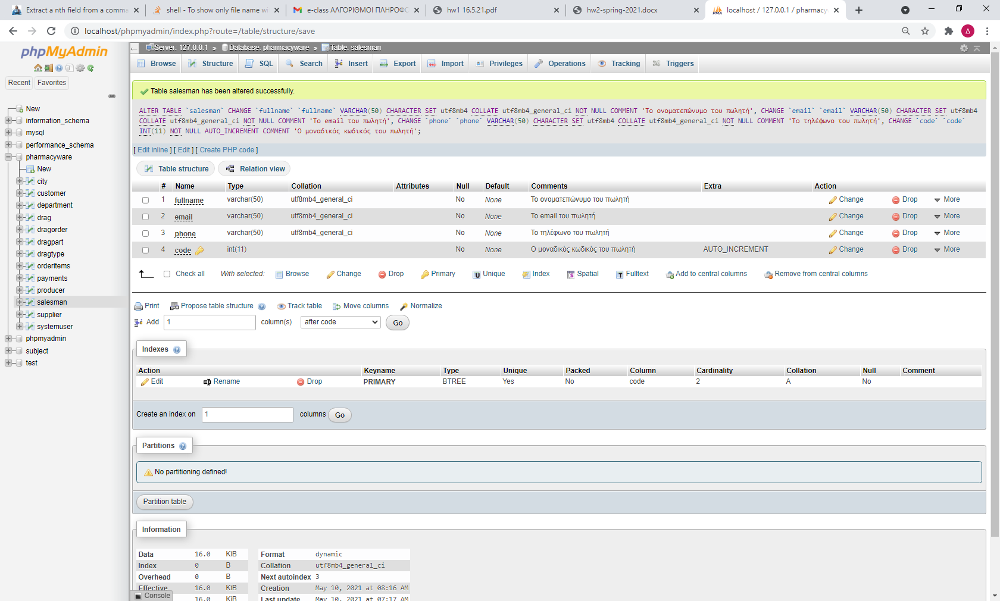 Extract a nth field from a comma
shell - To show only file name wi
e-class ΑΛΓΟΡΙΘΜΟΙ ΠΛΗΡΟΦΟ
hw1 16.5.21.pdf
hw2-spring-2021.docx
localhost / 127.0.0.1 / pharmacy
localhost/phpmyadmin/index.php?route=/table/structure/save
Δ
phpMyAdmin
Recent
Favorites
New
information_schema
mysql
performance_schema
pharmacyware
New
city
customer
department
drag
dragorder
dragpart
dragtype
orderitems
payments
producer
salesman
supplier
systemuser
phpmyadmin
subject
test
Server: 127.0.0.1 » Database: pharmacyware » Table: salesman
Browse Structure SQL Search Insert Export Import Privileges Operations Tracking Triggers
Table salesman has been altered successfully.
ALTER TABLE `salesman` CHANGE `fullname` `fullname` VARCHAR(50) CHARACTER SET utf8mb4 COLLATE utf8mb4_general_ci NOT NULL COMMENT 'Το ονοματεπώνυμο του πωλητή', CHANGE `email` `email` VARCHAR(50) CHARACTER SET utf8mb4
COLLATE utf8mb4_general_ci NOT NULL COMMENT 'Το email του πωλητή', CHANGE `phone` `phone` VARCHAR(50) CHARACTER SET utf8mb4 COLLATE utf8mb4_general_ci NOT NULL COMMENT 'Το τηλέφωνο του πωλητή', CHANGE `code` `code`
INT(11) NOT NULL AUTO_INCREMENT COMMENT 'Ο μοναδικός κωδικός του πωλητή';
[ Edit inline ] [ Edit ] [ Create PHP code ]
Table structure Relation view
# Name Type Collation Attributes Null Default Comments Extra Action
1 fullname varchar(50) utf8mb4_general_ci No None Το ονοματεπώνυμο του πωλητή Change Drop More
2 email varchar(50) utf8mb4_general_ci No None Το email του πωλητή Change Drop More
3 phone varchar(50) utf8mb4_general_ci No None Το τηλέφωνο του πωλητή Change Drop More
4 code int(11) No None Ο μοναδικός κωδικός του πωλητή AUTO_INCREMENT Change Drop More
Check all With selected: Browse Change Drop Primary Unique Index Spatial Fulltext Add to central columns Remove from central columns
Print Propose table structure Track table Move columns Normalize
Add 1 column(s) after code Go
Indexes
Action Keyname Type Unique Packed Column Cardinality Collation Null Comment
Edit Rename Drop PRIMARY BTREE Yes No code 2 A No
Create an index on 1 columns Go
Partitions
No partitioning defined!
Partition table
Information
Data 16.0 KiB
Index 0 B
Overhead 0 B
Effective 16.0 KiB
16.0 KiB
Format dynamic
Collation utf8mb4_general_ci
Next autoindex 3
Creation May 10, 2021 at 08:16 AM
Last update May 10, 2021 at 07:17 AM
Console